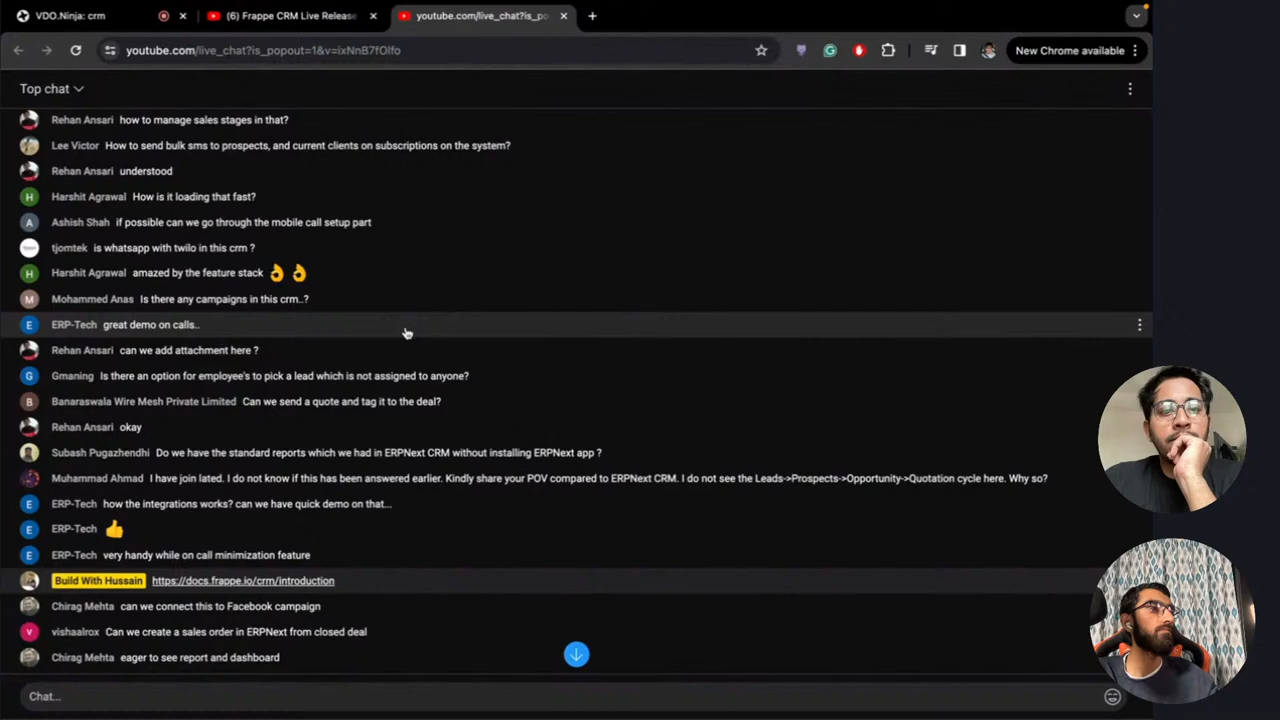 VDO.Ninja: crm
(6) Frappe CRM Live Release
youtube.com/live_chat?is_po
youtube.com/live_chat?is_popout=1&v=ixNnB7fOlfo
New Chrome available
Top chat
Rehan Ansari how to manage sales stages in that?
Lee Victor How to send bulk sms to prospects, and current clients on subscriptions on the system?
Rehan Ansari understood
H Harshit Agrawal How is it loading that fast?
A Ashish Shah if possible can we go through the mobile call setup part
tjomtek is whatsapp with twilo in this crm ?
H Harshit Agrawal amazed by the feature stack 👌 👌
M Mohammed Anas Is there any campaigns in this crm..?
E ERP-Tech great demo on calls..
Rehan Ansari can we add attachment here ?
G Gmaning Is there an option for employee's to pick a lead which is not assigned to anyone?
B Banaraswala Wire Mesh Private Limited Can we send a quote and tag it to the deal?
Rehan Ansari okay
Subash Pugazhendhi Do we have the standard reports which we had in ERPNext CRM without installing ERPNext app ?
Muhammad Ahmad I have join late. I do not know if this has been answered earlier. Kindly share your POV compared to ERPNext CRM. I do not see the Leads->Prospects->Opportunity->Quotation cycle here. Why so?
E ERP-Tech how the integrations works? can we have quick demo on that...
E ERP-Tech 👍
E ERP-Tech very handy while on call minimization feature
Build With Hussain https://docs.frappe.io/crm/introduction
Chirag Mehta can we connect this to Facebook campaign
V vishaalrox Can we create a sales order in ERPNext from closed deal
Chirag Mehta eager to see report and dashboard
Chat...